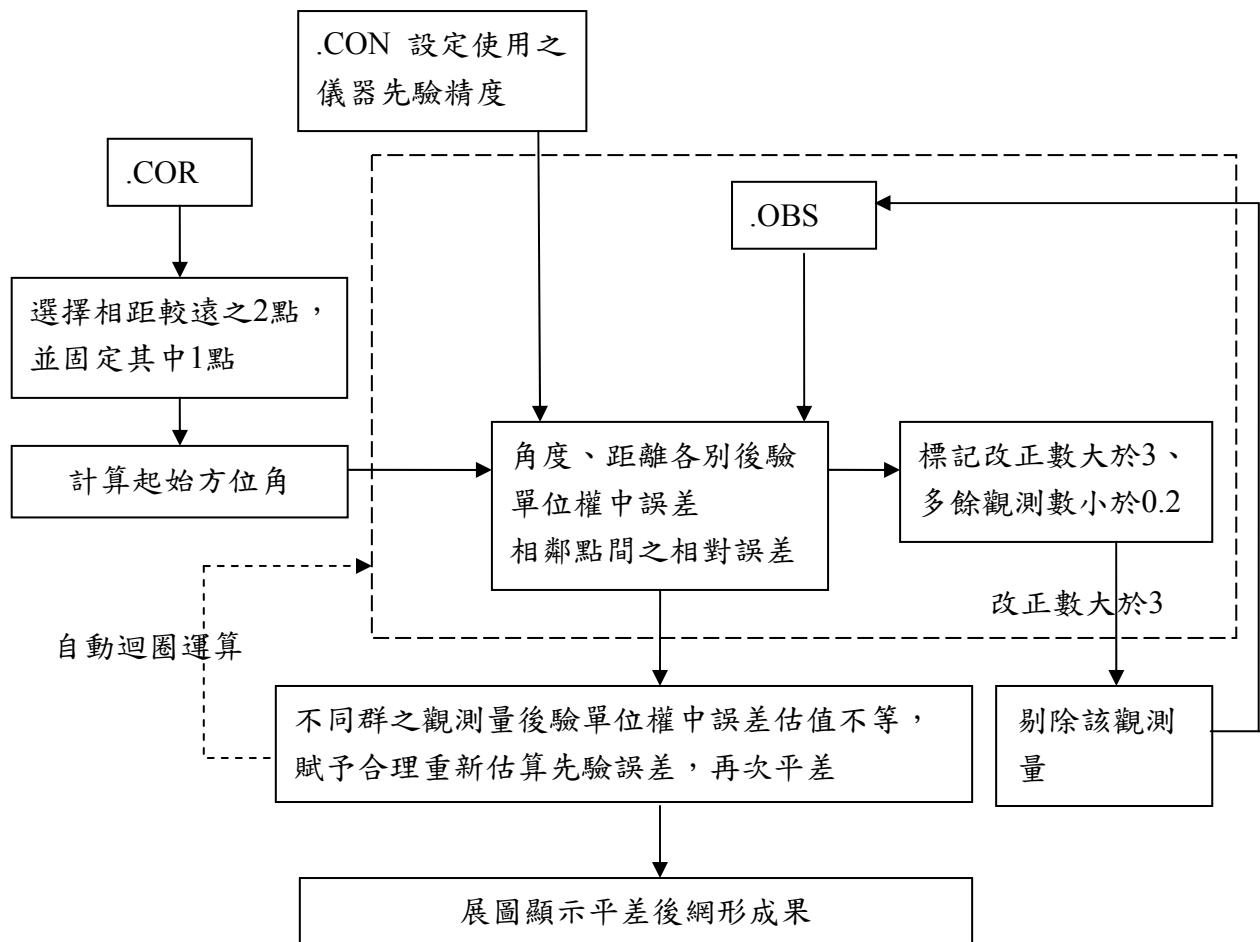 .CON 設定使用之
儀器先驗精度
.COR
.OBS
選擇相距較遠之2點，
並固定其中1點
計算起始方位角
角度、距離各別後驗
單位權中誤差
相鄰點間之相對誤差
標記改正數大於3、
多餘觀測數小於0.2
改正數大於3
自動迴圈運算
不同群之觀測量後驗單位權中誤差估值不等，
賦予合理重新估算先驗誤差，再次平差
剔除該觀測
量
展圖顯示平差後網形成果